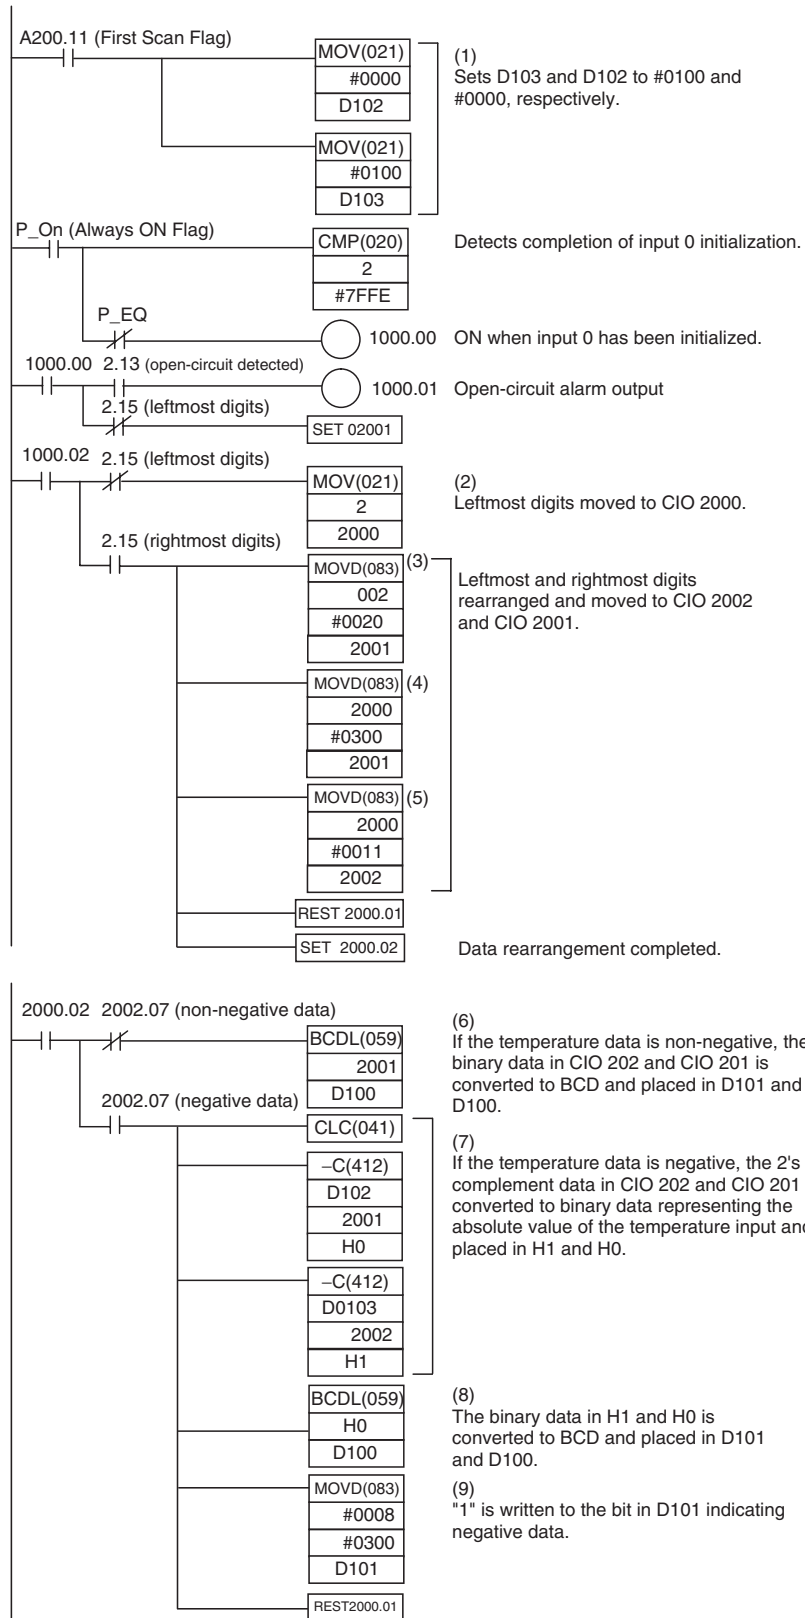 A200.11 (First Scan Flag)
MOV(021)
#0000
D102
(1)
Sets D103 and D102 to #0100 and
#0000, respectively.
MOV(021)
#0100
D103
P_On (Always ON Flag)
CMP(020)
2
#7FFE
Detects completion of input 0 initialization.
P_EQ
1000.00
ON when input 0 has been initialized.
1000.00
2.13 (open-circuit detected)
1000.01
Open-circuit alarm output
2.15 (leftmost digits)
SET 02001
1000.02
2.15 (leftmost digits)
MOV(021)
2
2000
(2)
Leftmost digits moved to CIO 2000.
2.15 (rightmost digits)
MOVD(083)
002
#0020
2001
(3)
Leftmost and rightmost digits
rearranged and moved to CIO 2002
and CIO 2001.
MOVD(083)
2000
#0300
2001
(4)
MOVD(083)
2000
#0011
2002
(5)
REST 2000.01
SET 2000.02
Data rearrangement completed.
2000.02
2002.07 (non-negative data)
BCDL(059)
2001
D100
(6)
If the temperature data is non-negative, the
binary data in CIO 202 and CIO 201 is
converted to BCD and placed in D101 and
D100.
2002.07 (negative data)
CLC(041)
–C(412)
D102
2001
H0
–C(412)
D0103
2002
H1
(7)
If the temperature data is negative, the 2's
complement data in CIO 202 and CIO 201
converted to binary data representing the
absolute value of the temperature input and
placed in H1 and H0.
BCDL(059)
H0
D100
(8)
The binary data in H1 and H0 is
converted to BCD and placed in D101
and D100.
MOVD(083)
#0008
#0300
D101
(9)
"1" is written to the bit in D101 indicating
negative data.
REST2000.01